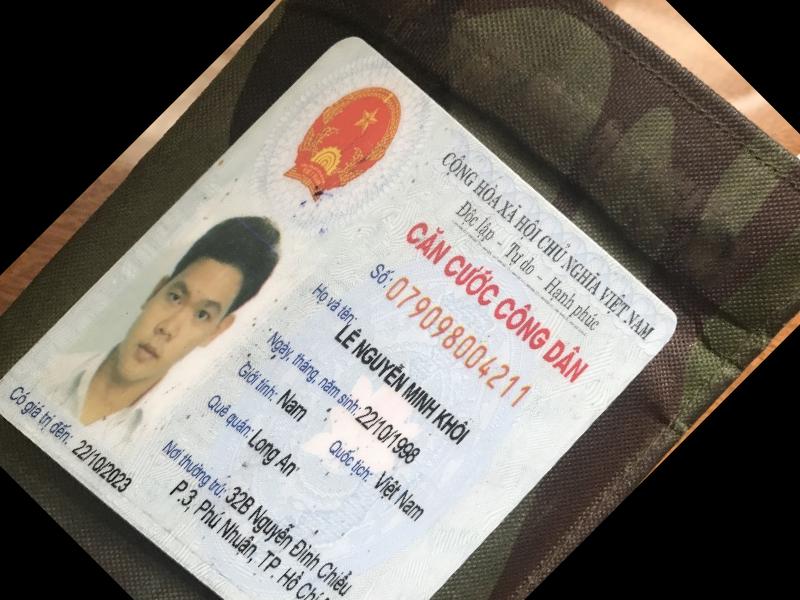 CỘNG HÒA XÃ HỘI CHỦ NGHĨA VIỆT NAM
Độc lập - Tự do - Hạnh phúc
CĂN CƯỚC CÔNG DÂN
Số: 079098004211
Họ và tên:
LÊ NGUYỄN MINH KHÔI
Ngày, tháng, năm sinh: 22/10/1998
Giới tính: Nam Quốc tịch: Việt Nam
Quê quán: Long An
Nơi thường trú: 32B Nguyễn Đình Chiểu
P.3, Phú Nhuận, TP. Hồ Chí
Có giá trị đến: 22/10/2023